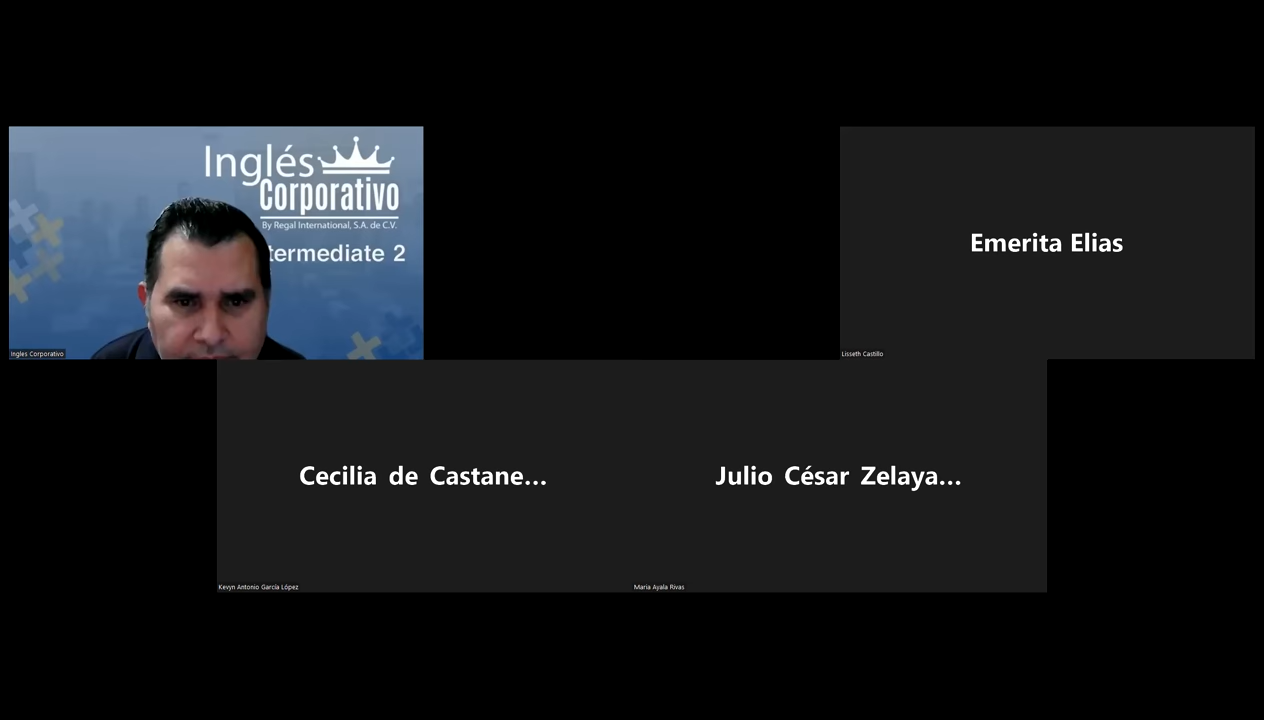 Inglés
Corporativo
By Regal International, S.A. de C.V.
termediate 2
Ingles Corporativo
Emerita Elias
Lisseth Castillo
Cecilia de Castane...
Kevyn Antonio García López
Julio César Zelaya...
Maria Ayala Rivas